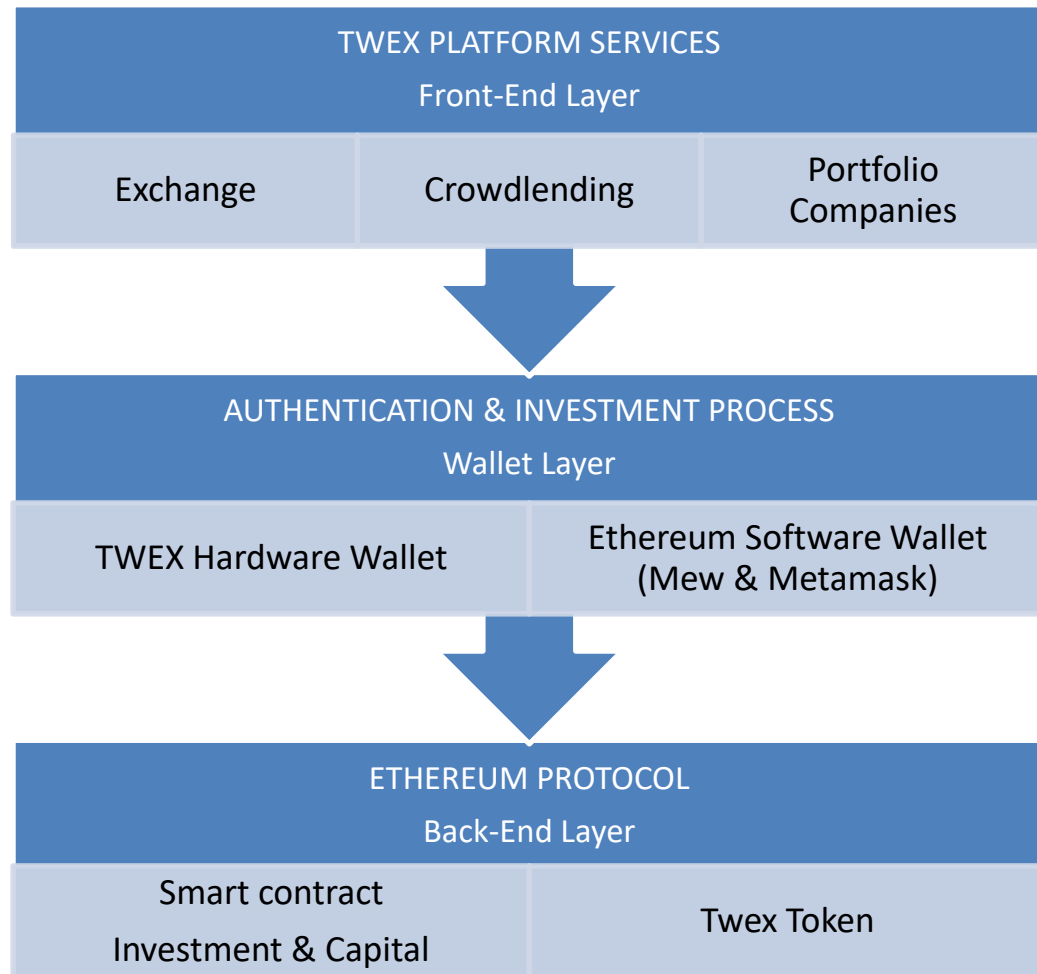 TWEX PLATFORM SERVICES
Front-End Layer
Exchange
Crowdlending
Portfolio
Companies
AUTHENTICATION & INVESTMENT PROCESS
Wallet Layer
TWEX Hardware Wallet
Ethereum Software Wallet
(Mew & Metamask)
ETHEREUM PROTOCOL
Back-End Layer
Smart contract
Investment & Capital
Twex Token